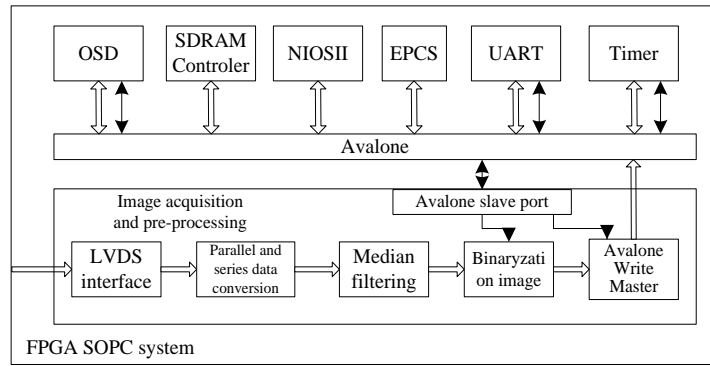 OSD
SDRAM
Controler
NIOSII
EPCS
UART
Timer
Avalone
Image acquisition
and pre-processing
Avalone slave port
LVDS
interface
Parallel and
series data
conversion
Median
filtering
Binaryzati
on image
Avalone
Write
Master
FPGA SOPC system